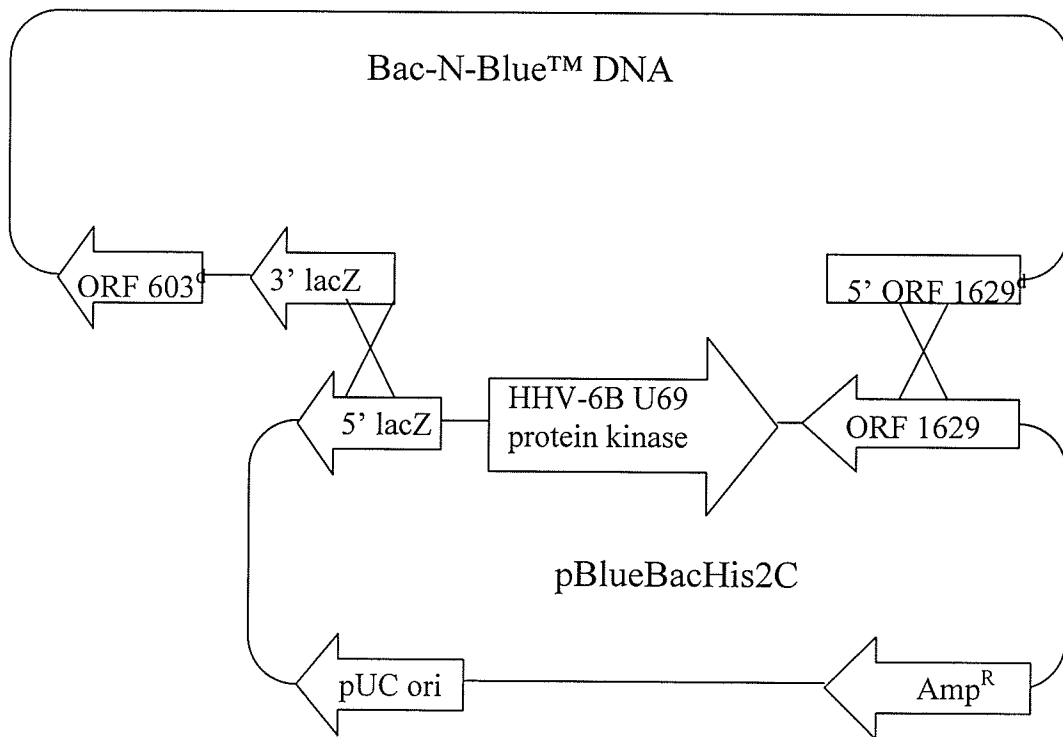 Bac-N-Blue™ DNA
ORF 603d
3' lacZ
5' ORF 1629d
5' lacZ
HHV-6B U69
protein kinase
ORF 1629
pBlueBacHis2C
pUC ori
AmpR